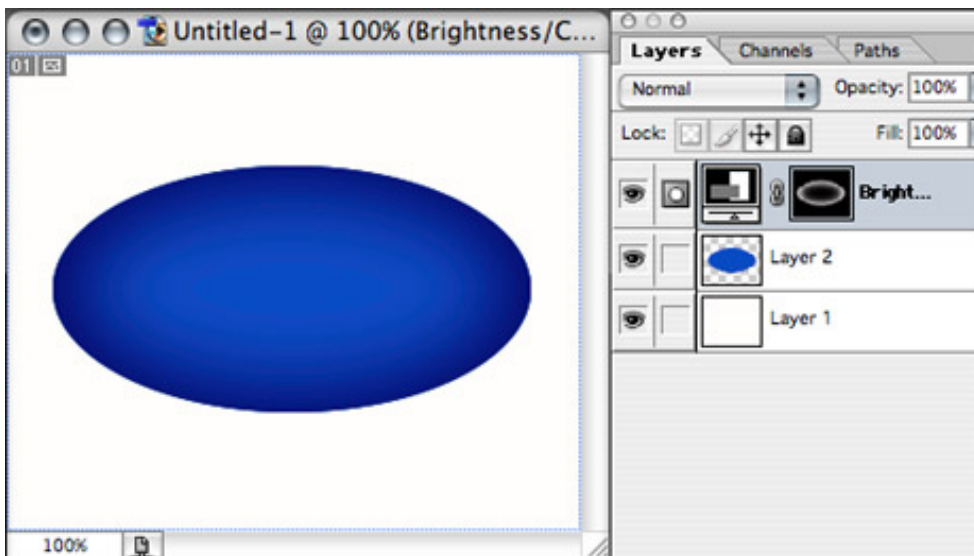 Untitled-1 @ 100% (Brightness/C...
01
Layers Channels Paths
Normal Opacity: 100%
Lock: Fill: 100%
Bright...
Layer 2
Layer 1
100%